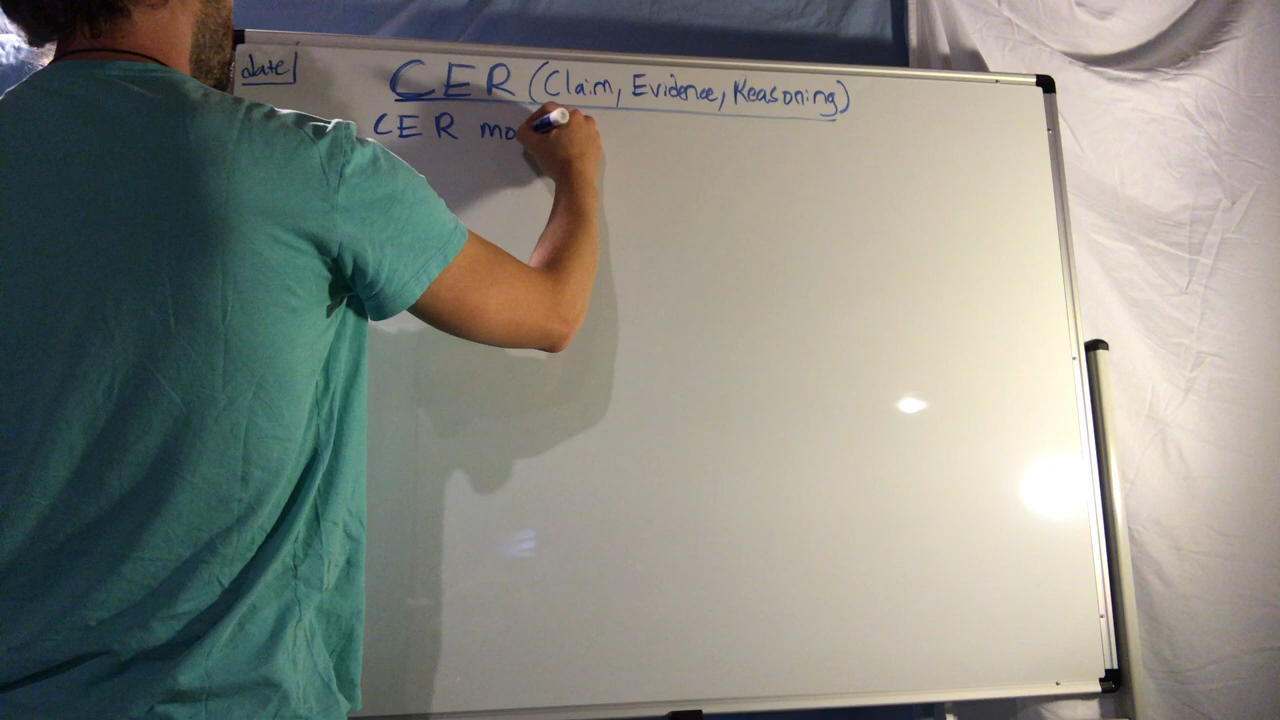 date
CER (Claim, Evidence, Reasoning)
CER mo